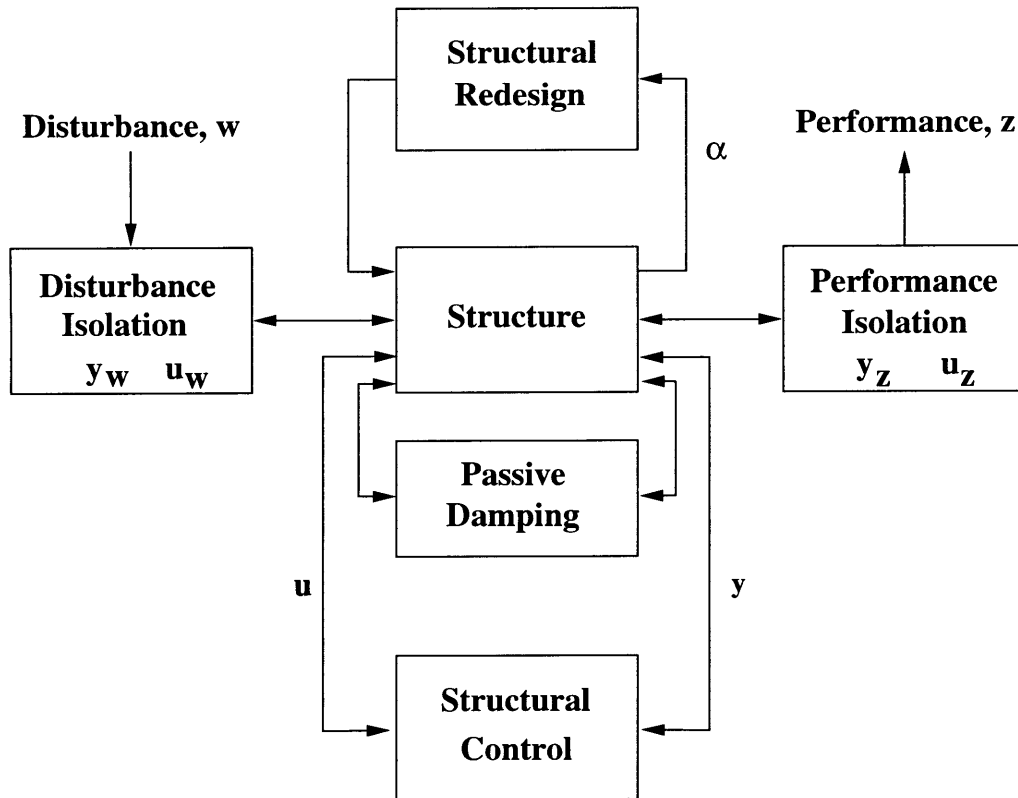 Structural
Redesign
Disturbance, w
Performance, z
α
Disturbance
Isolation
y_w u_w
Structure
Performance
Isolation
y_z u_z
Passive
Damping
u
y
Structural
Control